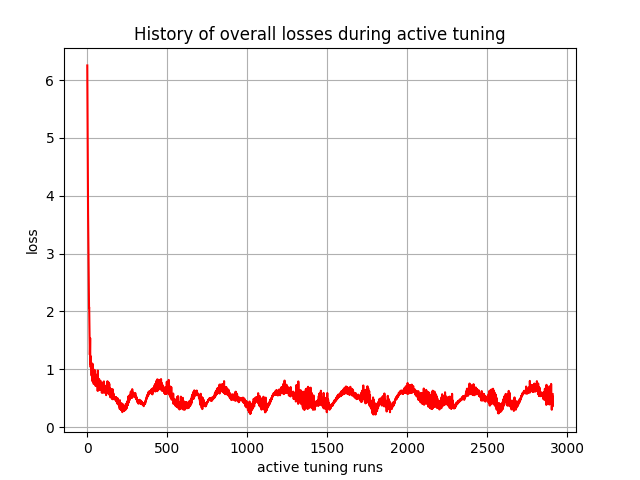 History of overall losses during active tuning
6
5
4
3
2
1
0
loss
0 500 1000 1500 2000 2500 3000
active tuning runs